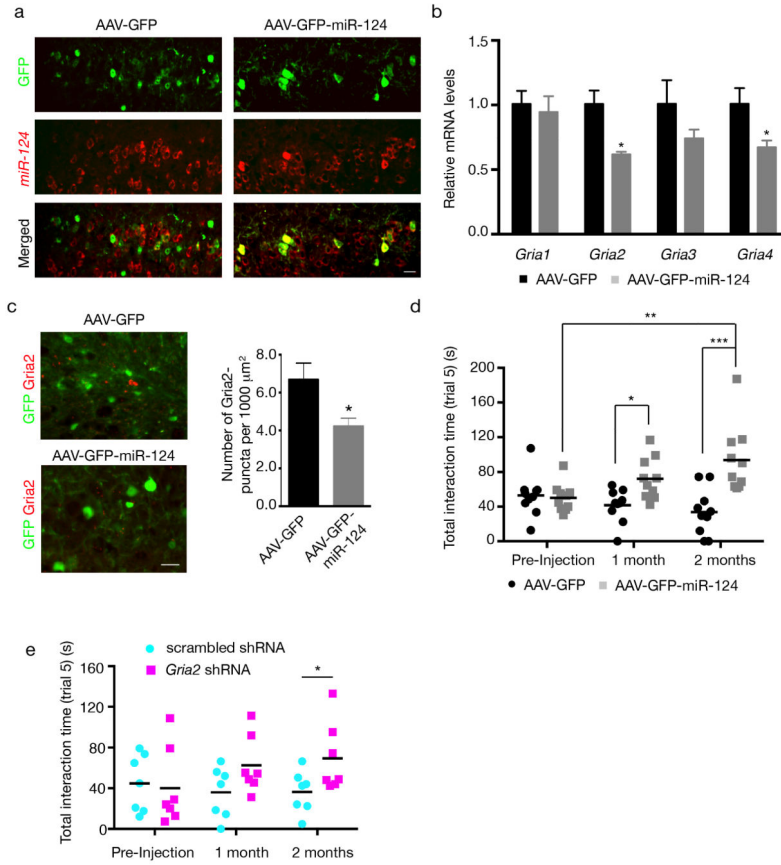 a
AAV-GFP
AAV-GFP-miR-124
GFP
miR-124
Merged
b
Relative mRNA levels
1.5
1.0
0.5
0.0
*
*
Gria1
Gria2
Gria3
Gria4
AAV-GFP
AAV-GFP-miR-124
c
AAV-GFP
GFP Gria2
AAV-GFP-miR-124
GFP Gria2
Number of Gria2-
puncta per 1000 μm²
8.0
6.0
4.0
2.0
0
*
AAV-GFP
AAV-GFP-
miR-124
d
Total interaction time (trial 5) (s)
200
160
120
80
40
0
**
***
*
Pre-Injection
1 month
2 months
AAV-GFP
AAV-GFP-miR-124
e
scrambled shRNA
Gria2 shRNA
Total interaction time (trial 5) (s)
160
120
80
40
0
*
Pre-Injection
1 month
2 months